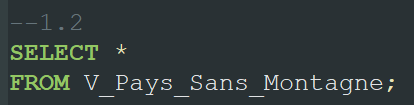 --1.2
SELECT *
FROM V_Pays_Sans_Montagne;